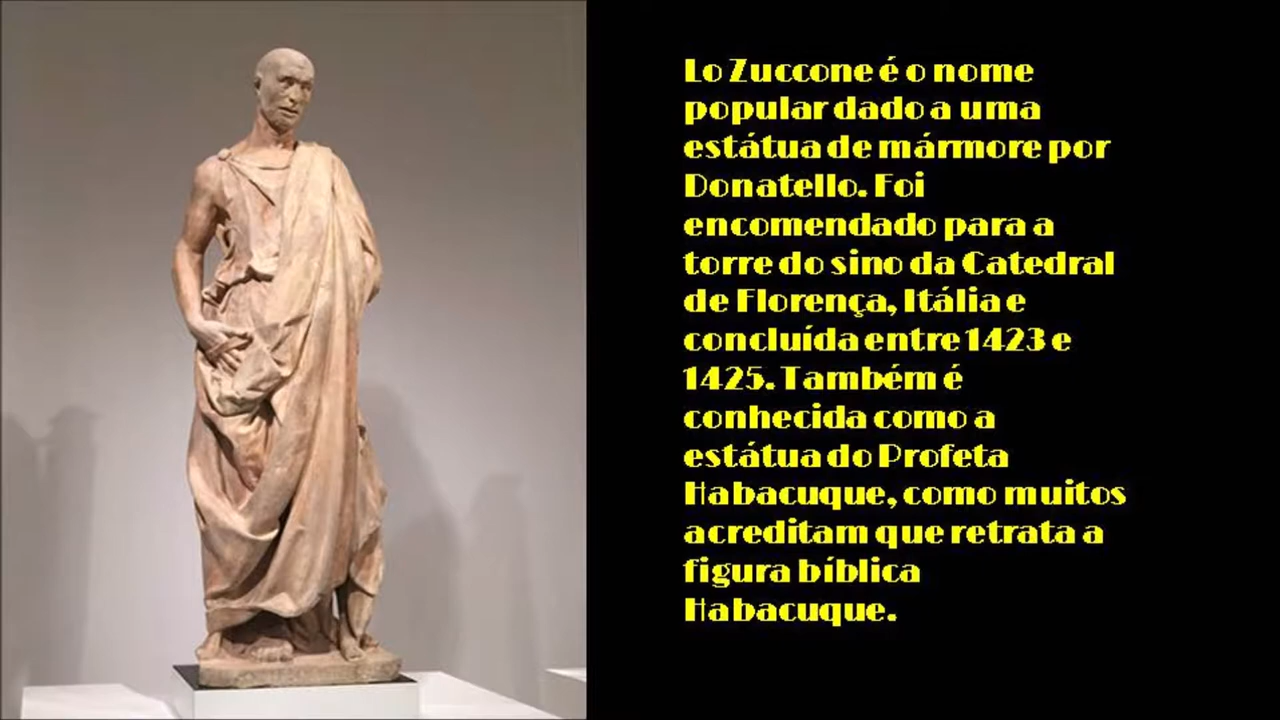 Lo Zuccone é o nome
popular dado a uma
estátua de mármore por
Donatello. Foi
encomendado para a
torre do sino da Catedral
de Florença, Itália e
concluída entre 1423 e
1425. Também é
conhecida como a
estátua do Profeta
Habacuque, como muitos
acreditam que retrata a
figura bíblica
Habacuque.